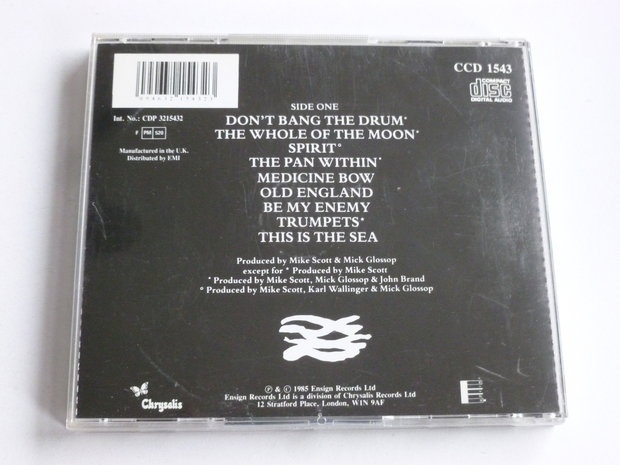 CCD 1543
COMPACT
disc
DIGITAL AUDIO
Int. No.: CDP 3215432
F PM 520
Manufactured in the U.K.
Distributed by EMI
SIDE ONE
DON'T BANG THE DRUM*
THE WHOLE OF THE MOON*
SPIRIT°
THE PAN WITHIN*
MEDICINE BOW
OLD ENGLAND
BE MY ENEMY
TRUMPETS*
THIS IS THE SEA
Produced by Mike Scott & Mick Glossop
except for * Produced by Mike Scott
* Produced by Mike Scott, Mick Glossop & John Brand
° Produced by Mike Scott, Karl Wallinger & Mick Glossop
Chrysalis
℗ & © 1985 Ensign Records Ltd
Ensign Records Ltd is a division of Chrysalis Records Ltd
12 Stratford Place, London, W1N 9AF